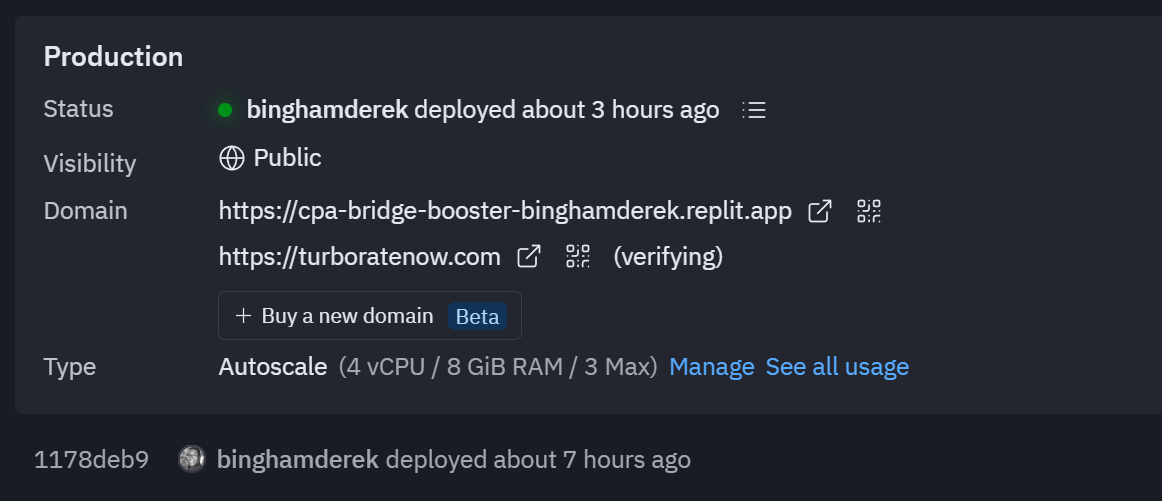 Production
Status binghamderek deployed about 3 hours ago
Visibility Public
Domain https://cpa-bridge-booster-binghamderek.replit.app
https://turboratenow.com (verifying)
+ Buy a new domain Beta
Type Autoscale (4 vCPU / 8 GiB RAM / 3 Max) Manage See all usage
1178deb9 binghamderek deployed about 7 hours ago